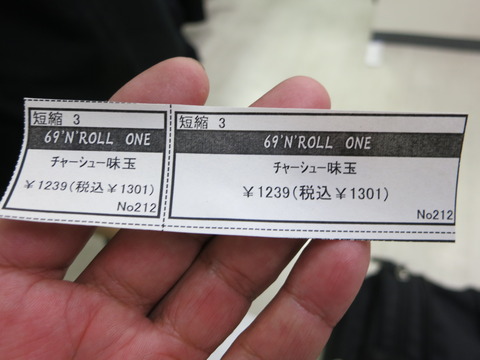 短縮 3
69'N'ROLL ONE
チャーシュー味玉
￥1239(税込￥1301)
No212
短縮 3
69'N'ROLL ONE
チャーシュー味玉
￥1239(税込￥1301)
No212